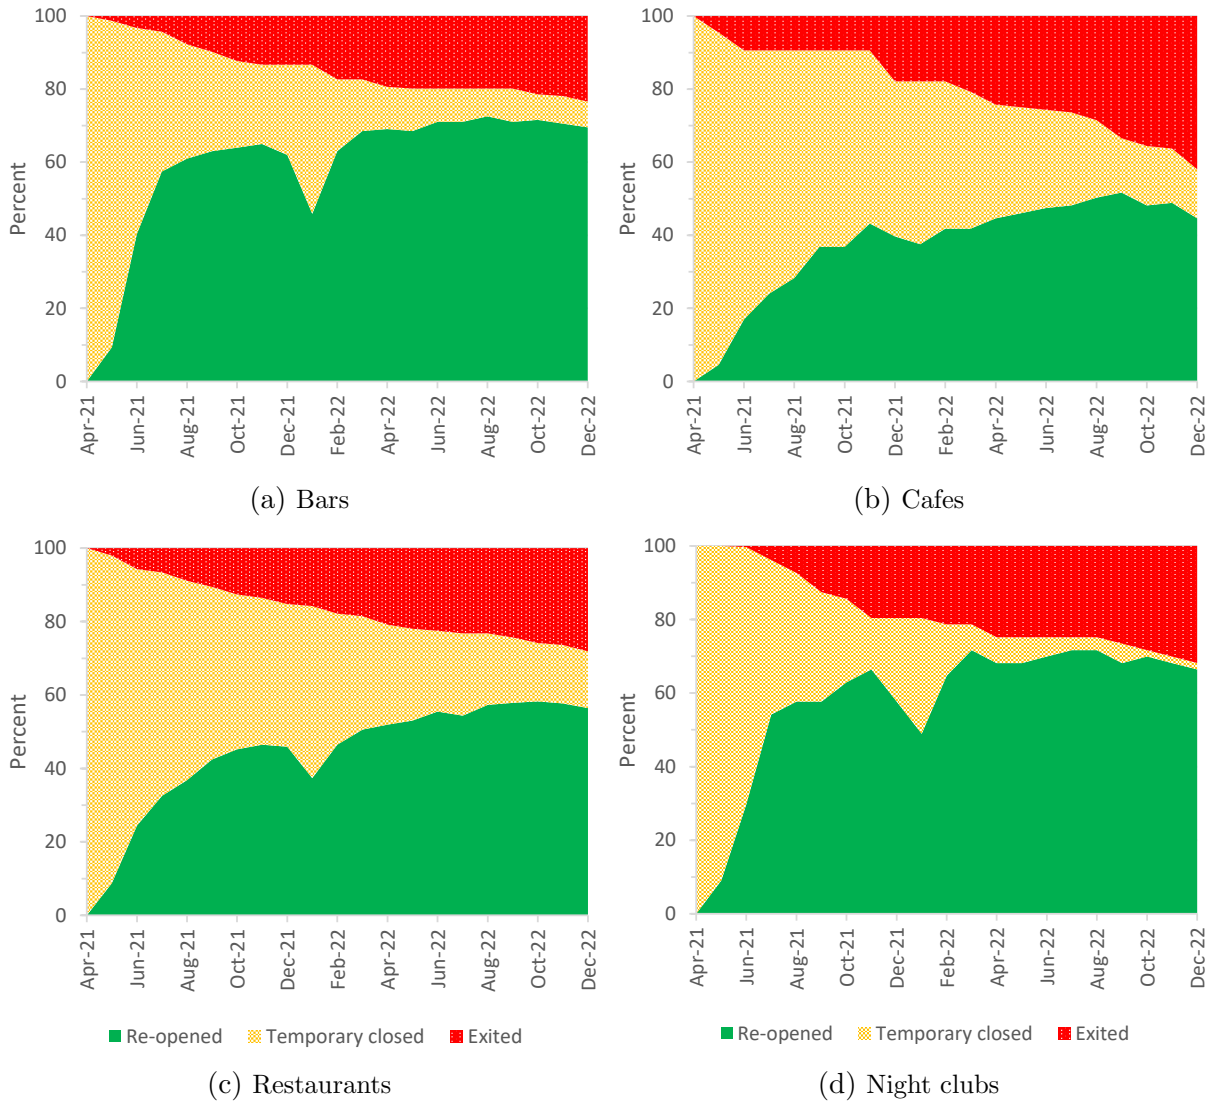 100
80
60
40
20
0
Percent
Apr-21
Jun-21
Aug-21
Oct-21
Dec-21
Feb-22
Apr-22
Jun-22
Aug-22
Oct-22
Dec-22
(a) Bars
100
80
60
40
20
0
Percent
Apr-21
Jun-21
Aug-21
Oct-21
Dec-21
Feb-22
Apr-22
Jun-22
Aug-22
Oct-22
Dec-22
(b) Cafes
100
80
60
40
20
0
Percent
Apr-21
Jun-21
Aug-21
Oct-21
Dec-21
Feb-22
Apr-22
Jun-22
Aug-22
Oct-22
Dec-22
Re-opened Temporary closed Exited
(c) Restaurants
100
80
60
40
20
0
Percent
Apr-21
Jun-21
Aug-21
Oct-21
Dec-21
Feb-22
Apr-22
Jun-22
Aug-22
Oct-22
Dec-22
Re-opened Temporary closed Exited
(d) Night clubs